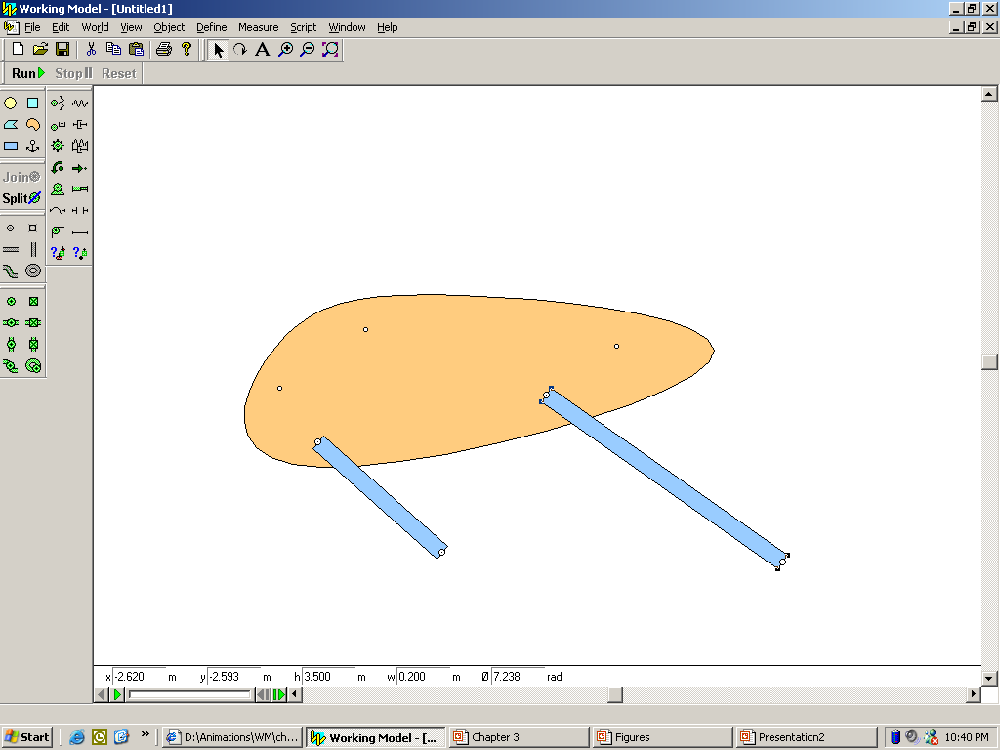 Working Model - [Untitled1]
File Edit World View Object Define Measure Script Window Help
A ?
Run Stop Reset
Join
Split
? ?
x -2.620 m y -2.593 m h 3.500 m w 0.200 m Ø 7.238 rad
Start » D:\Animations\WM\ch... Working Model - [... Chapter 3 Figures Presentation2 10:40 PM